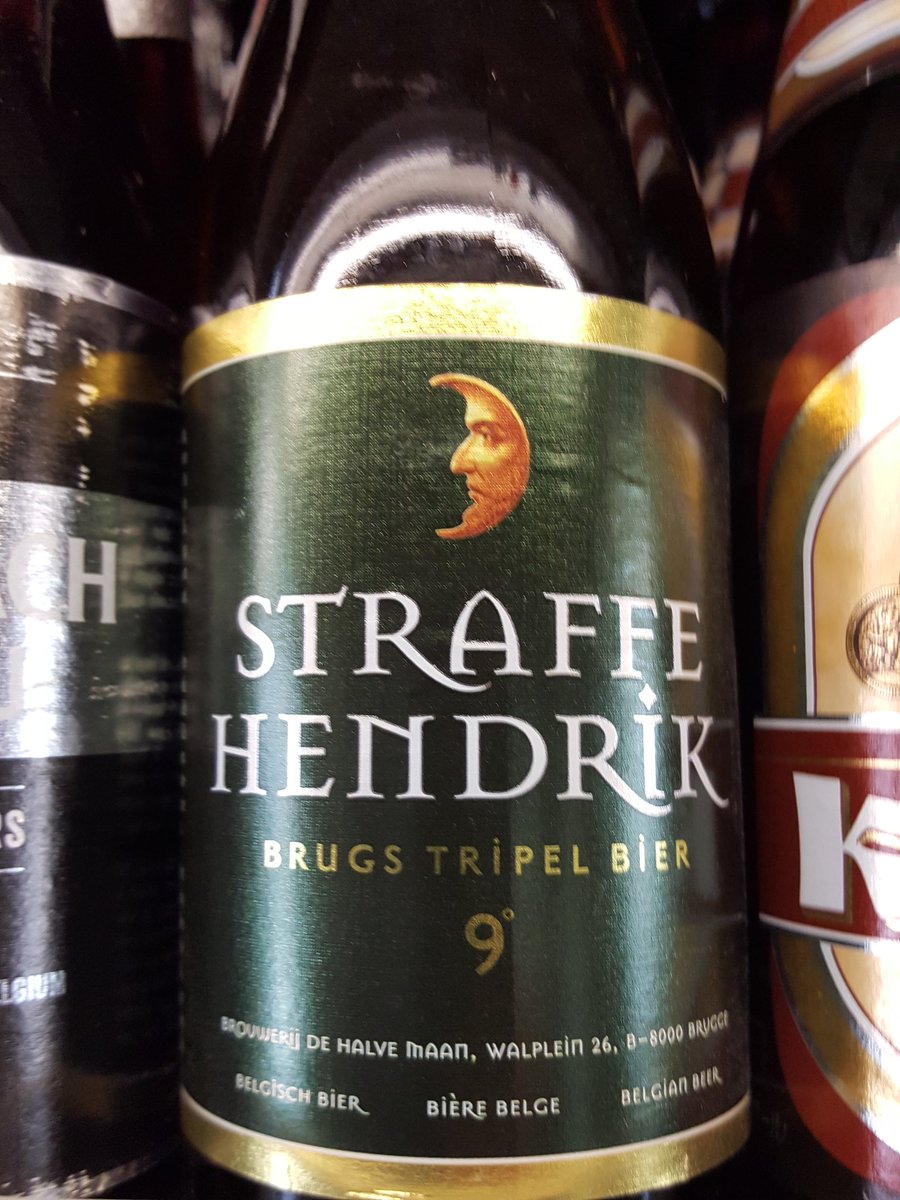 STRAFFE
HENDRIK
BRUGS TRIPEL BIER
9°
BROUWERIJ DE HALVE MAAN, WALPLEIN 26, B-8000 BRUGGE
BELGISCH BIER BIÈRE BELGE BELGIAN BEER